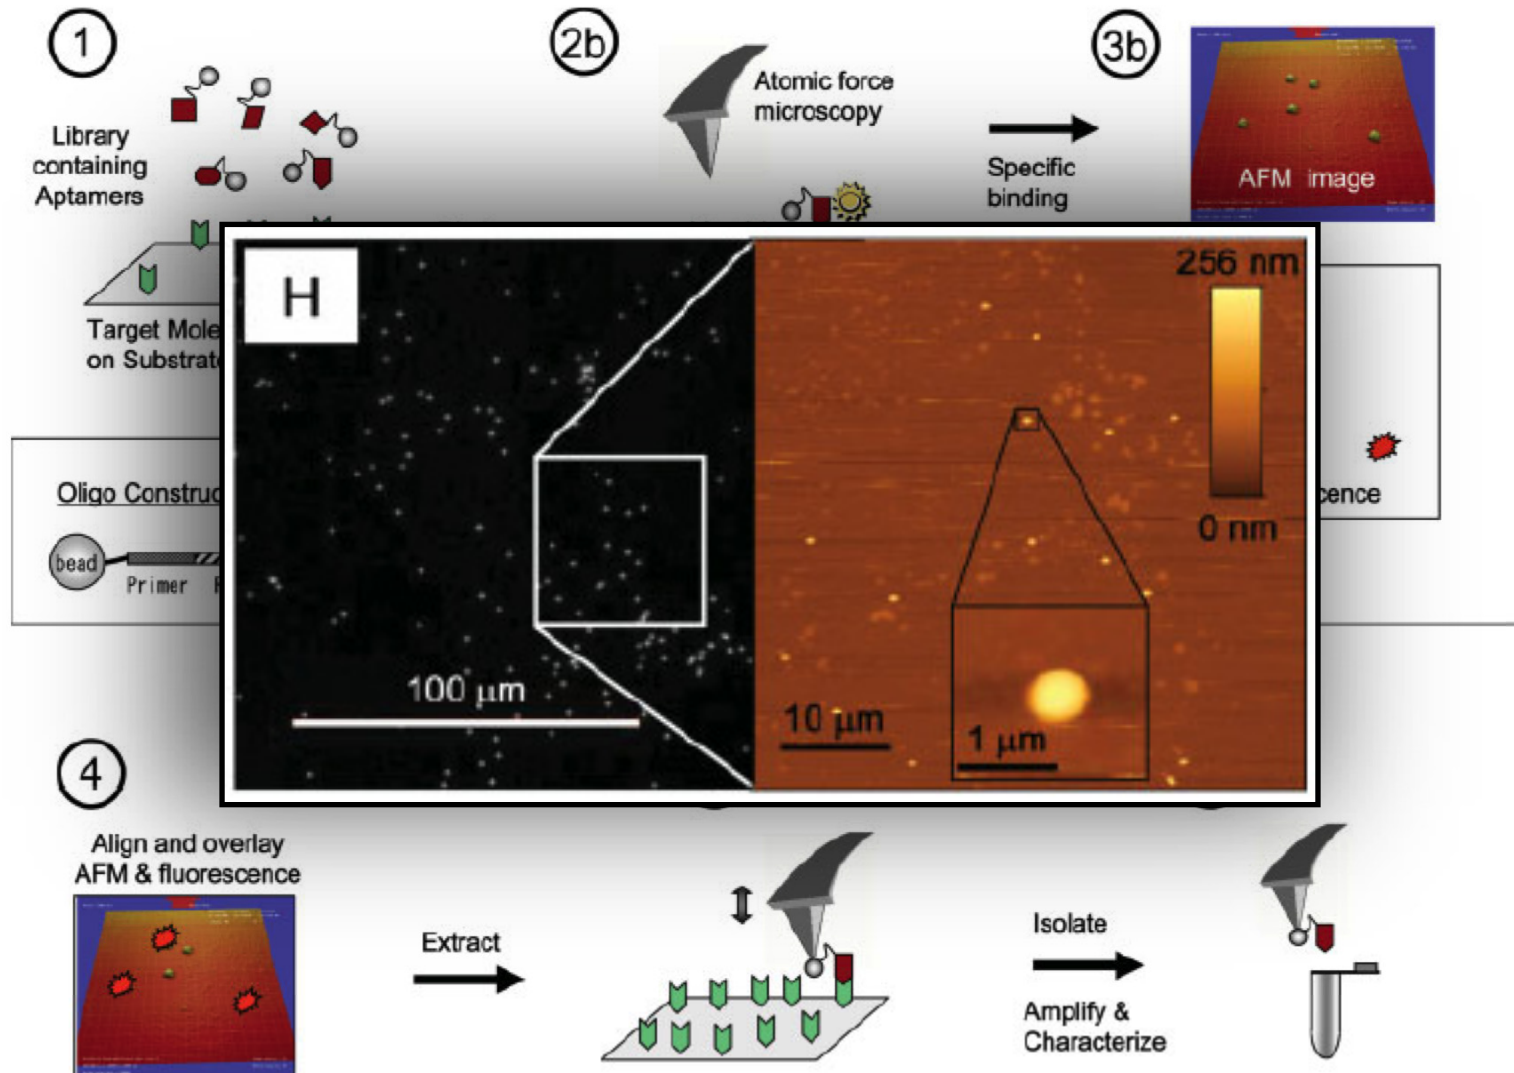 1
2b
3b
Library
containing
Aptamers
Atomic force
microscopy
Specific
binding
AFM image
Target Mole
on Substrat
H
256 nm
0 nm
100 μm
10 μm
1 μm
Oligo Construc
bead
Primer
cence
4
Align and overlay
AFM & fluorescence
Extract
Isolate
Amplify &
Characterize